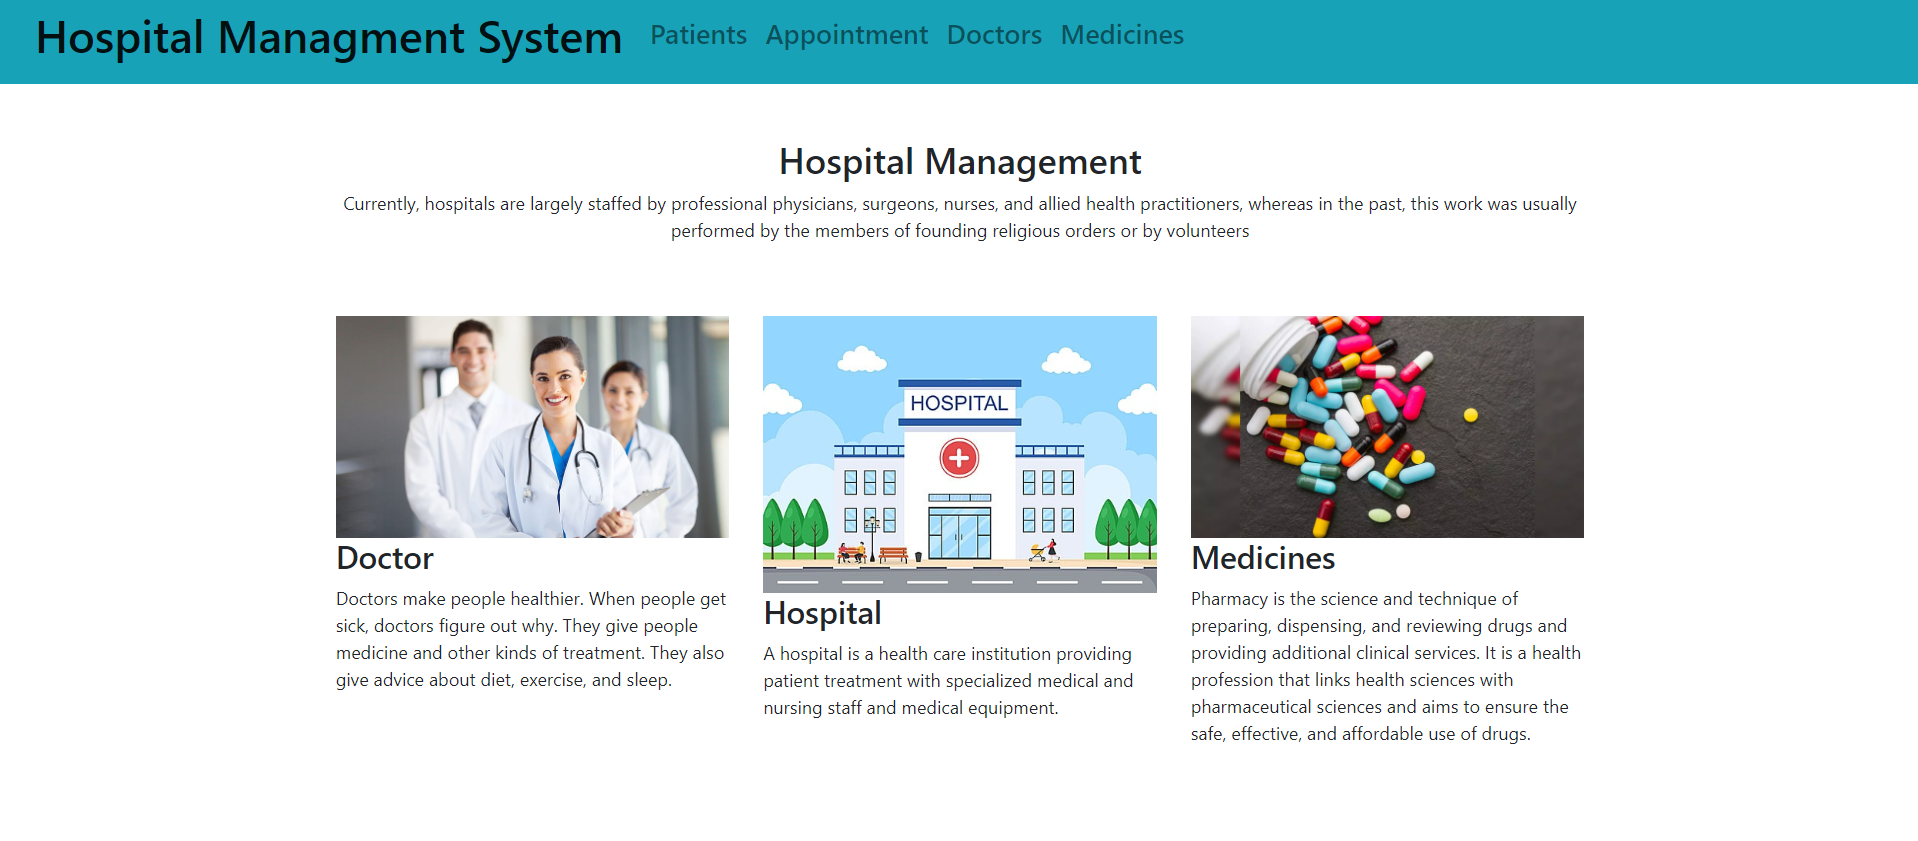 Hospital Managment System
Patients Appointment Doctors Medicines
Hospital Management
Currently, hospitals are largely staffed by professional physicians, surgeons, nurses, and allied health practitioners, whereas in the past, this work was usually
performed by the members of founding religious orders or by volunteers
Doctor
Doctors make people healthier. When people get
sick, doctors figure out why. They give people
medicine and other kinds of treatment. They also
give advice about diet, exercise, and sleep.
HOSPITAL
Hospital
A hospital is a health care institution providing
patient treatment with specialized medical and
nursing staff and medical equipment.
Medicines
Pharmacy is the science and technique of
preparing, dispensing, and reviewing drugs and
providing additional clinical services. It is a health
profession that links health sciences with
pharmaceutical sciences and aims to ensure the
safe, effective, and affordable use of drugs.